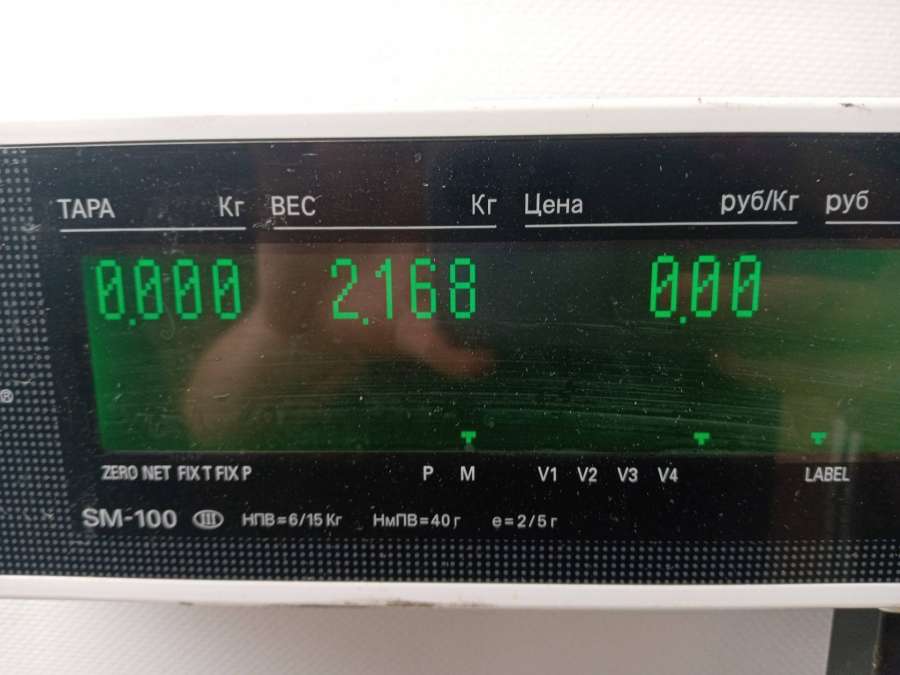 ТАРА Кг ВЕС Кг Цена руб/Кг руб
0.000 2.168 0.00
®
ZERO NET FIX T FIX P P M V1 V2 V3 V4 LABEL
SM-100 III НПВ=6/15 Кг НмПВ=40 г e=2/5 г